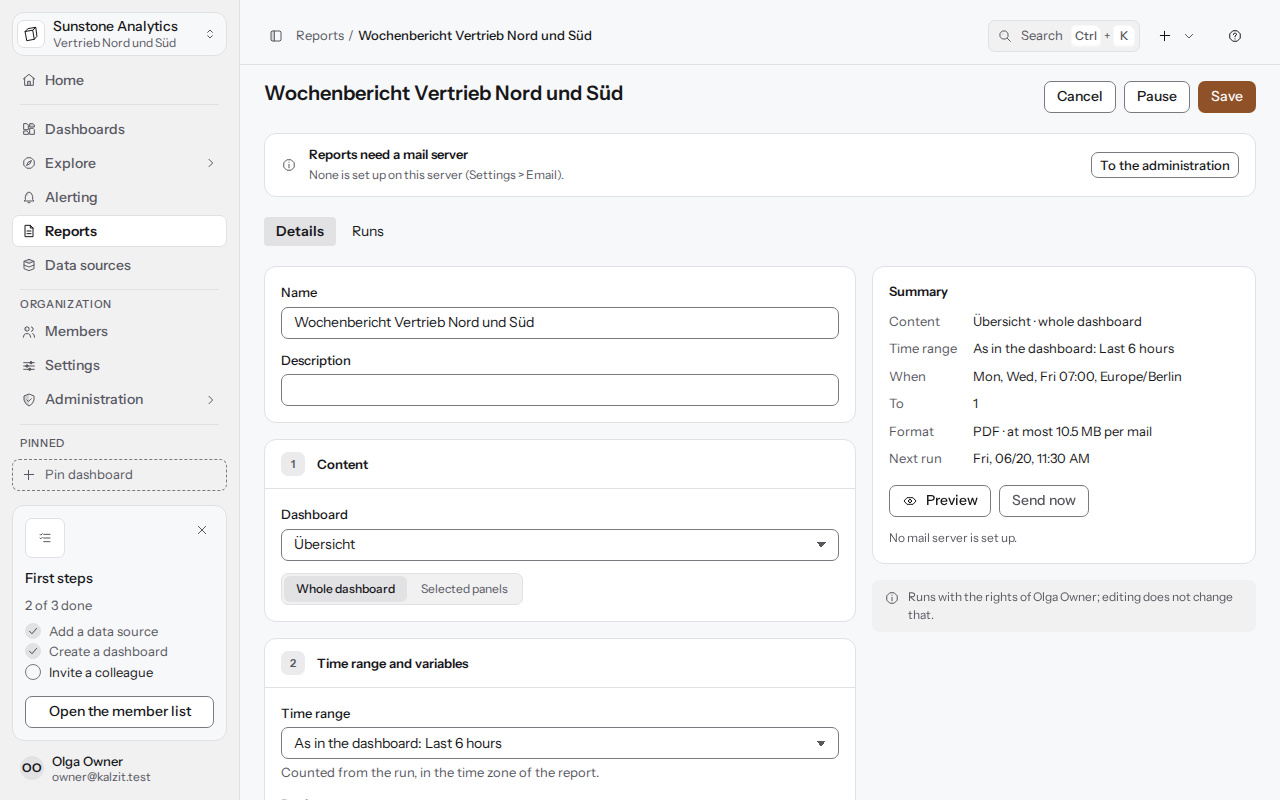 Sunstone Analytics
Vertrieb Nord und Süd
Home
Dashboards
Explore
Alerting
Reports
Data sources
ORGANIZATION
Members
Settings
Administration
PINNED
Pin dashboard
First steps
2 of 3 done
Add a data source
Create a dashboard
Invite a colleague
Open the member list
OO
Olga Owner
owner@kalzit.test
Reports / Wochenbericht Vertrieb Nord und Süd
Search Ctrl + K
Wochenbericht Vertrieb Nord und Süd
Cancel
Pause
Save
Reports need a mail server
None is set up on this server (Settings > Email).
To the administration
Details
Runs
Name
Wochenbericht Vertrieb Nord und Süd
Description
1 Content
Dashboard
Übersicht
Whole dashboard
Selected panels
2 Time range and variables
Time range
As in the dashboard: Last 6 hours
Counted from the run, in the time zone of the report.
Summary
Content Übersicht · whole dashboard
Time range As in the dashboard: Last 6 hours
When Mon, Wed, Fri 07:00, Europe/Berlin
To 1
Format PDF · at most 10.5 MB per mail
Next run Fri, 06/20, 11:30 AM
Preview
Send now
No mail server is set up.
Runs with the rights of Olga Owner; editing does not change
that.